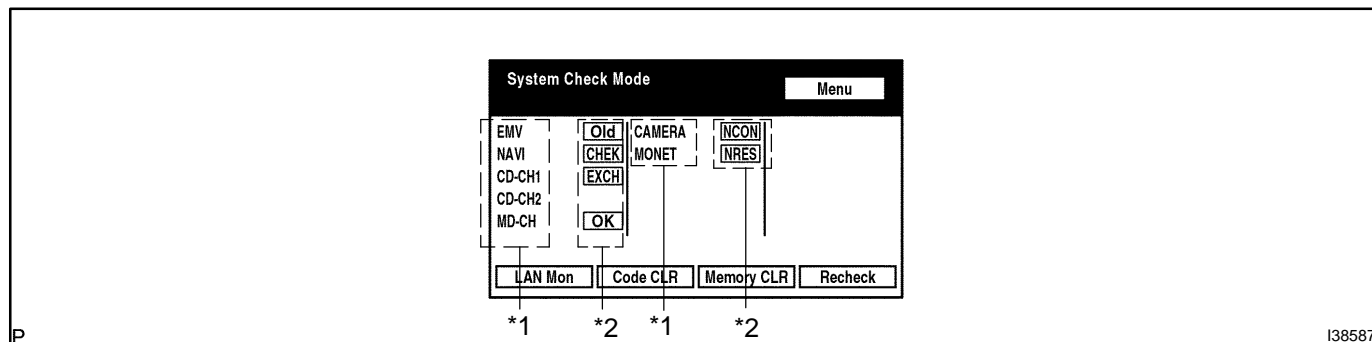 System Check Mode
Menu
EMV Old CAMERA NCON
NAVI CHEK MONET NRES
CD-CH1 EXCH
CD-CH2
MD-CH OK
LAN Mon Code CLR Memory CLR Recheck
*1 *2 *1 *2
P I38587